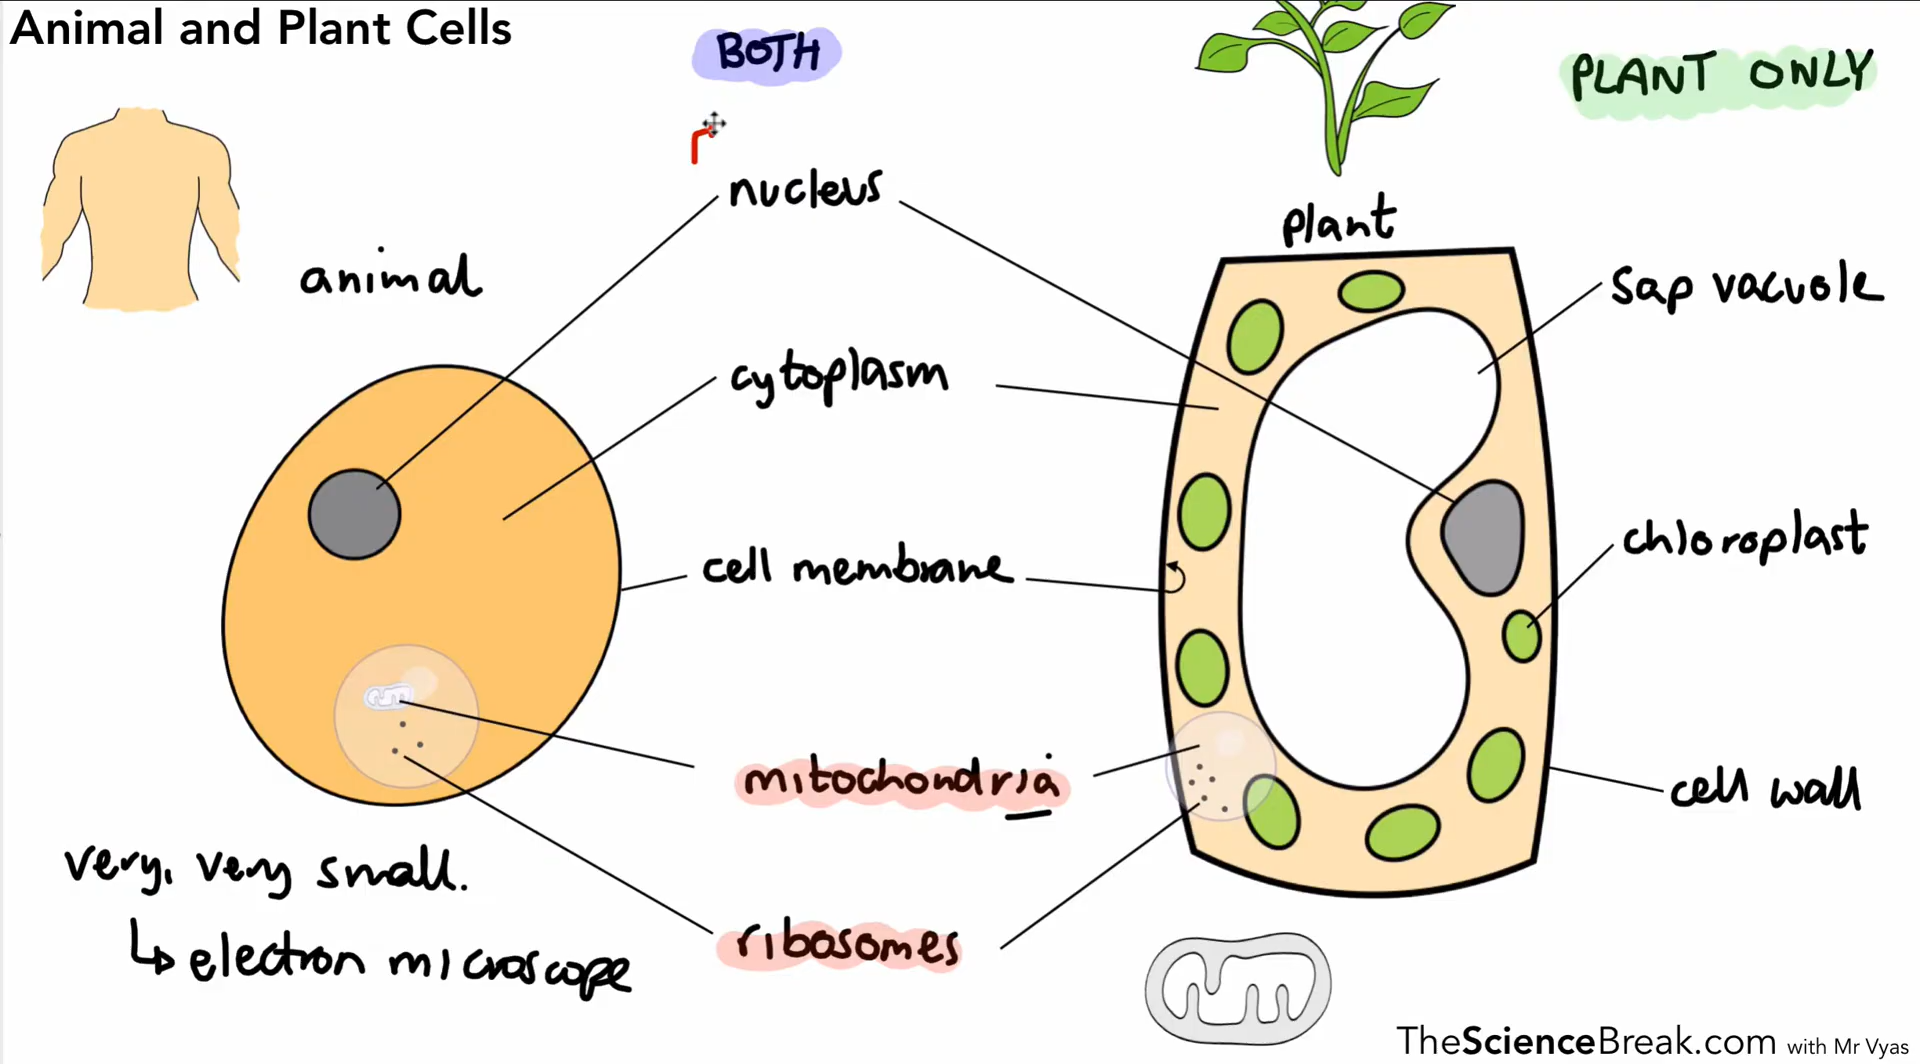 Animal and Plant Cells
BOTH
PLANT ONLY
nucleus
plant
animal
sap vacuole
cytoplasm
chloroplast
cell membrane
mitochondria
cell wall
very, very small.
ribosomes
↳ electron microscope
TheScienceBreak.com with Mr Vyas